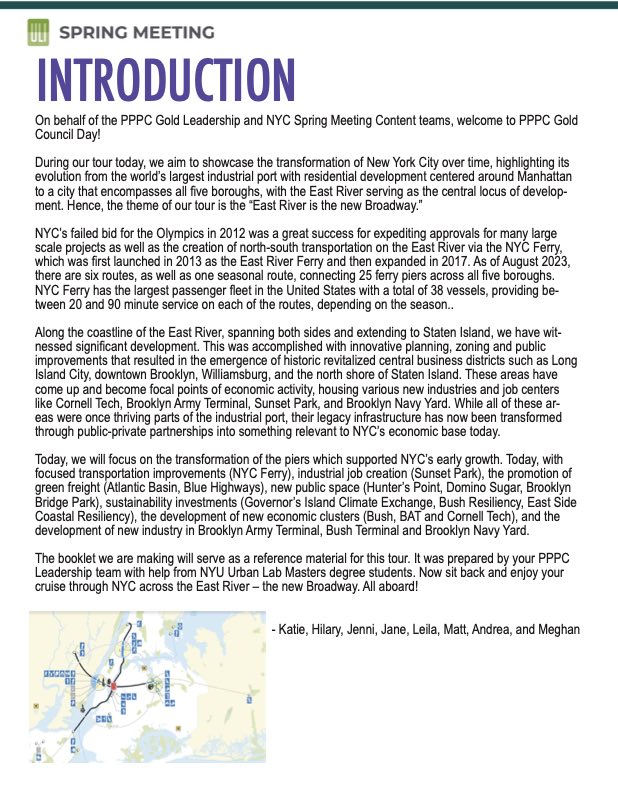 ULI SPRING MEETING
INTRODUCTION
On behalf of the PPPC Gold Leadership and NYC Spring Meeting Content teams, welcome to PPPC Gold
Council Day!
During our tour today, we aim to showcase the transformation of New York City over time, highlighting its
evolution from the world's largest industrial port with residential development centered around Manhattan
to a city that encompasses all five boroughs, with the East River serving as the central locus of develop-
ment. Hence, the theme of our tour is the “East River is the new Broadway.”
NYC's failed bid for the Olympics in 2012 was a great success for expediting approvals for many large
scale projects as well as the creation of north-south transportation on the East River via the NYC Ferry,
which was first launched in 2013 as the East River Ferry and then expanded in 2017. As of August 2023,
there are six routes, as well as one seasonal route, connecting 25 ferry piers across all five boroughs.
NYC Ferry has the largest passenger fleet in the United States with a total of 38 vessels, providing be-
tween 20 and 90 minute service on each of the routes, depending on the season..
Along the coastline of the East River, spanning both sides and extending to Staten Island, we have wit-
nessed significant development. This was accomplished with innovative planning, zoning and public
improvements that resulted in the emergence of historic revitalized central business districts such as Long
Island City, downtown Brooklyn, Williamsburg, and the north shore of Staten Island. These areas have
come up and become focal points of economic activity, housing various new industries and job centers
like Cornell Tech, Brooklyn Army Terminal, Sunset Park, and Brooklyn Navy Yard. While all of these ar-
eas were once thriving parts of the industrial port, their legacy infrastructure has now been transformed
through public-private partnerships into something relevant to NYC's economic base today.
Today, we will focus on the transformation of the piers which supported NYC's early growth. Today, with
focused transportation improvements (NYC Ferry), industrial job creation (Sunset Park), the promotion of
green freight (Atlantic Basin, Blue Highways), new public space (Hunter's Point, Domino Sugar, Brooklyn
Bridge Park), sustainability investments (Governor's Island Climate Exchange, Bush Resiliency, East Side
Coastal Resiliency), the development of new economic clusters (Bush, BAT and Cornell Tech), and the
development of new industry in Brooklyn Army Terminal, Bush Terminal and Brooklyn Navy Yard.
The booklet we are making will serve as a reference material for this tour. It was prepared by your PPPC
Leadership team with help from NYU Urban Lab Masters degree students. Now sit back and enjoy your
cruise through NYC across the East River – the new Broadway. All aboard!
- Katie, Hilary, Jenni, Jane, Leila, Matt, Andrea, and Meghan